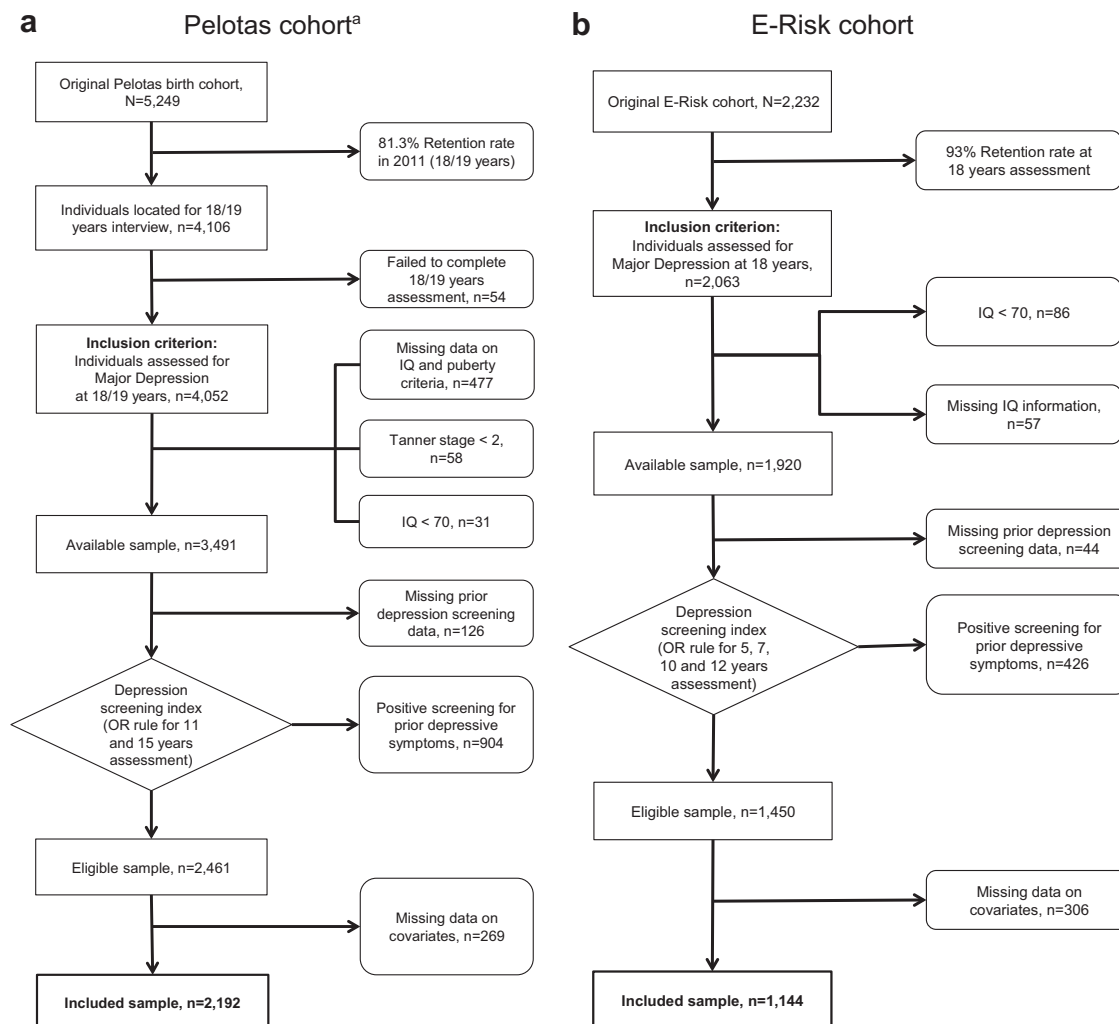 a
Pelotas cohortᵃ
Original Pelotas birth cohort,
N=5,249
81.3% Retention rate
in 2011 (18/19 years)
Individuals located for 18/19
years interview, n=4,106
Failed to complete
18/19 years
assessment, n=54
Inclusion criterion:
Individuals assessed for
Major Depression
at 18/19 years, n=4,052
Missing data on
IQ and puberty
criteria, n=477
Tanner stage < 2,
n=58
IQ < 70, n=31
Available sample, n=3,491
Missing prior
depression screening
data, n=126
Depression
screening index
(OR rule for 11
and 15 years
assessment)
Positive screening for
prior depressive
symptoms, n=904
Eligible sample, n=2,461
Missing data on
covariates, n=269
Included sample, n=2,192
b
E-Risk cohort
Original E-Risk cohort, N=2,232
93% Retention rate at
18 years assessment
Inclusion criterion:
Individuals assessed for
Major Depression at 18 years,
n=2,063
IQ < 70, n=86
Missing IQ information,
n=57
Available sample, n=1,920
Missing prior depression
screening data, n=44
Depression
screening index
(OR rule for 5, 7,
10 and 12 years
assessment)
Positive screening for
prior depressive
symptoms, n=426
Eligible sample, n=1,450
Missing data on
covariates, n=306
Included sample, n=1,144